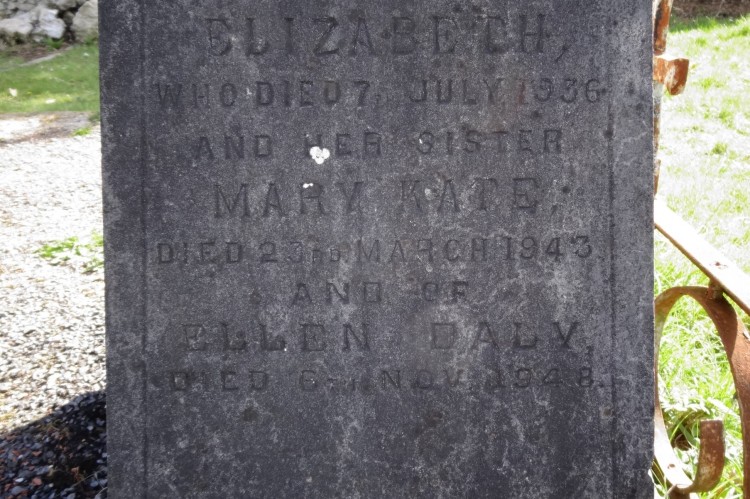 ELIZABETH,
WHO DIED 7TH JULY, 1936
AND HER SISTER
MARY KATE,
DIED 23RD MARCH 1943
AND OF
ELLEN DALY,
DIED 6TH NOV. 1948.